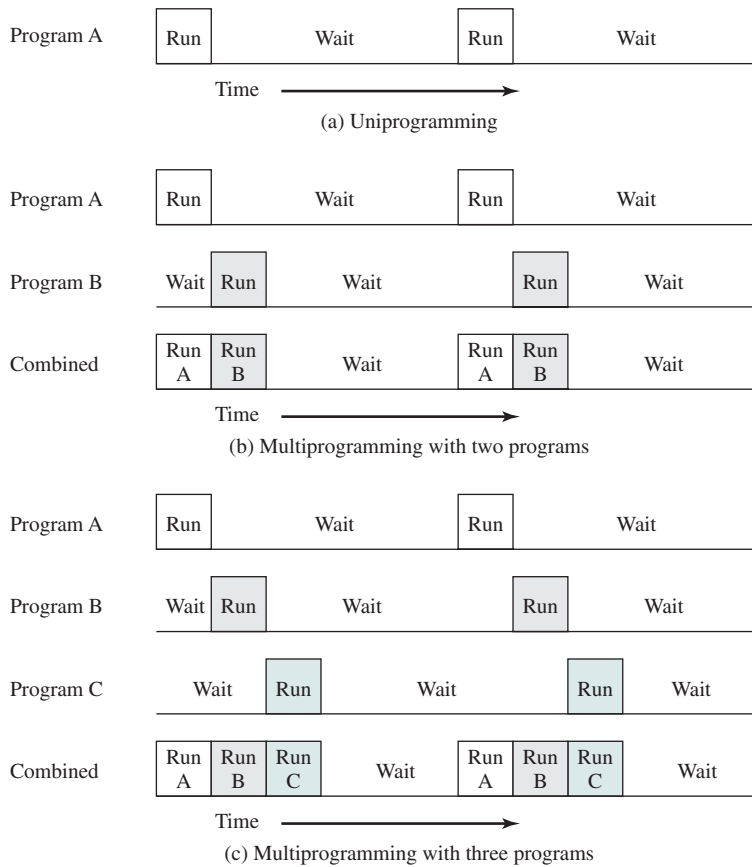 Program A Run Wait Run Wait
Time
(a) Uniprogramming
Program A Run Wait Run Wait
Program B Wait Run Wait Run Wait
Combined Run A Run B Wait Run A Run B Wait
Time
(b) Multiprogramming with two programs
Program A Run Wait Run Wait
Program B Wait Run Wait Run Wait
Program C Wait Run Wait Run Wait
Combined Run A Run B Run C Wait Run A Run B Run C Wait
Time
(c) Multiprogramming with three programs